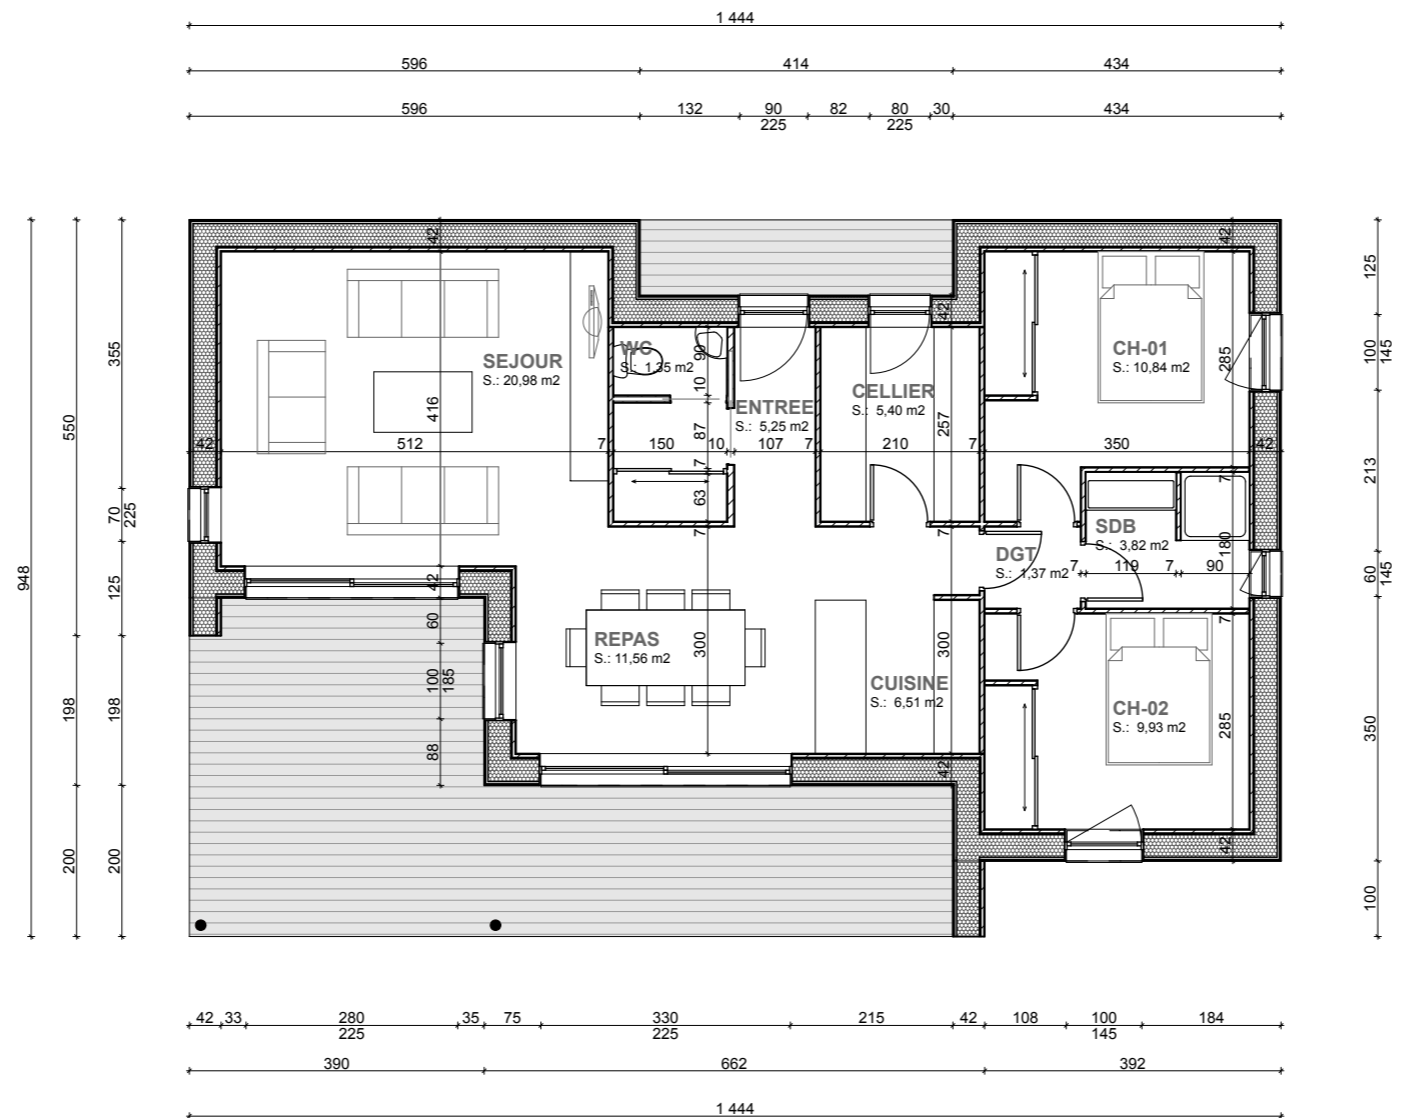 1 444
596 414 434
596 132 90 82 80 30 434
225 225
948
550
198
200
355
70
225
125
198
200
42
416
42
60
100
185
88
42 512 7 150 10 107 7 210 7 350 42
SEJOUR
S.: 20,98 m2
WC
S.: 1,35 m2
90
10
87
7
63
7
300
ENTREE
S.: 5,25 m2
CELLIER
S.: 5,40 m2
42
257
7
300
42
CH-01
S.: 10,84 m2
42
285
7
180
7
285
42
SDB
S.: 3,82 m2
DGT
S.: 1,37 m2
7 119 7 90
REPAS
S.: 11,56 m2
CUISINE
S.: 6,51 m2
CH-02
S.: 9,93 m2
125
100
145
213
60
145
350
100
42 33 280 35 75 330 215 42 108 100 184
225 225 145
390 662 392
1 444